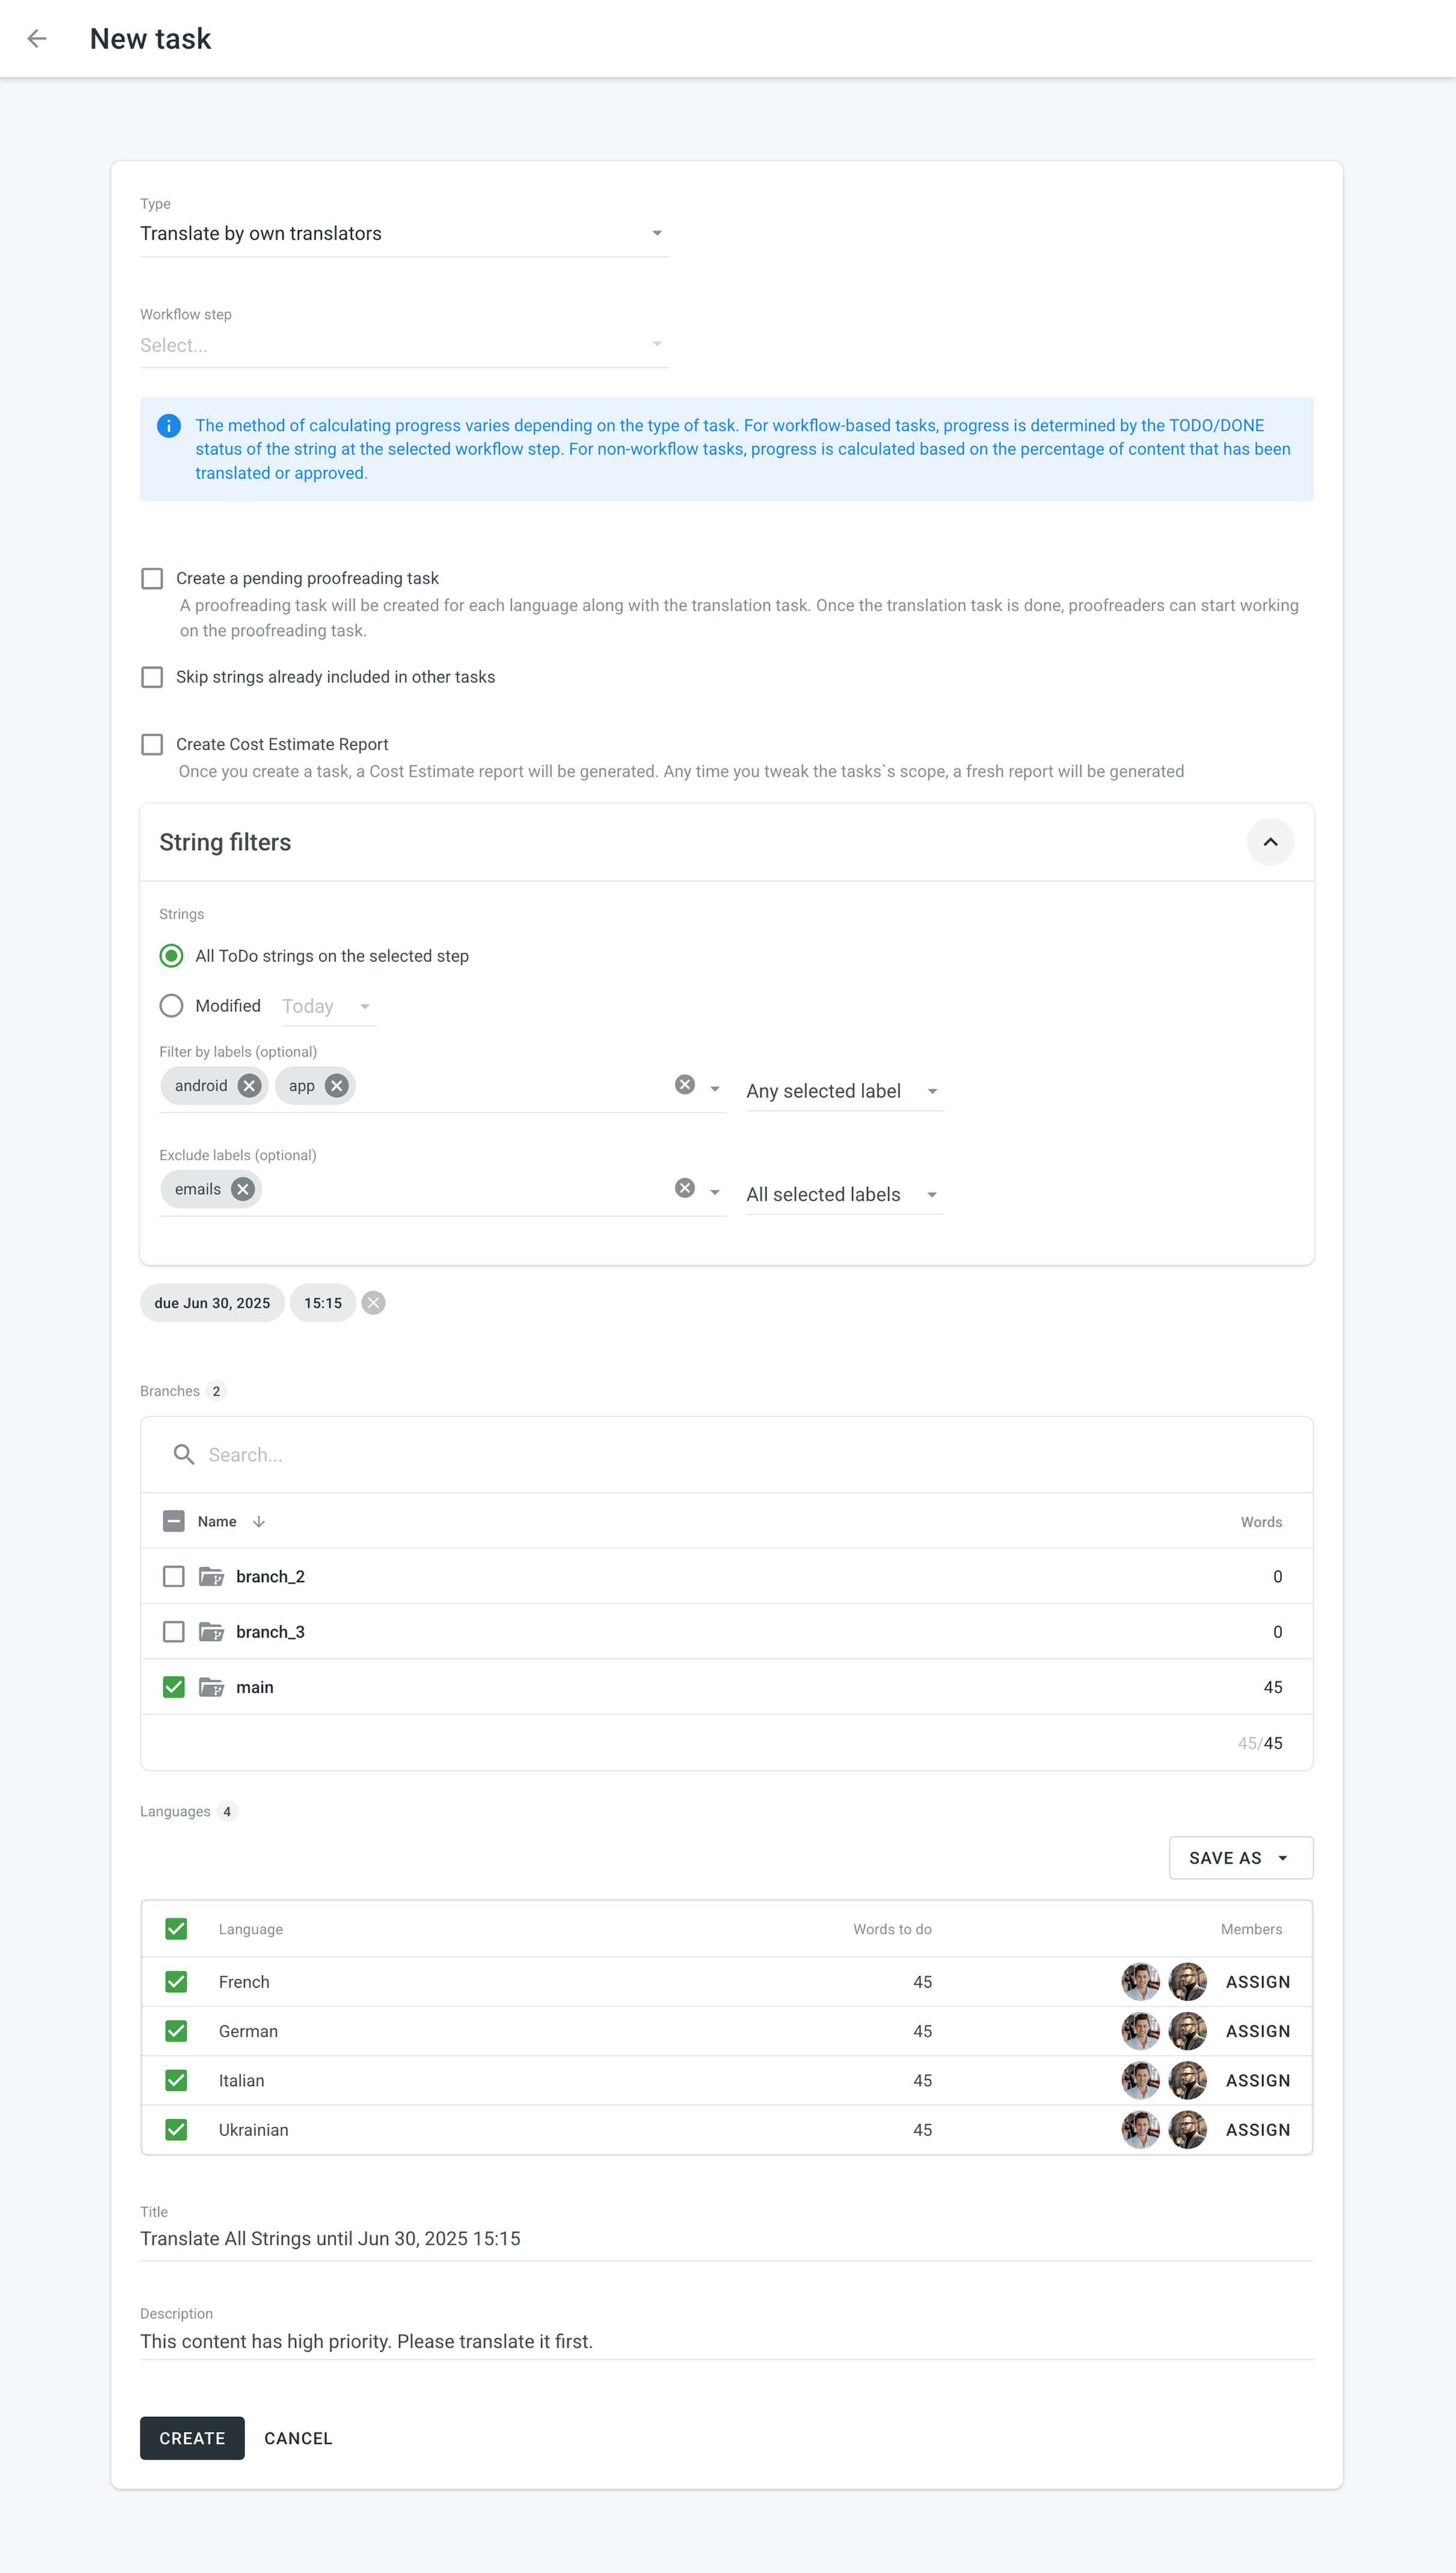 New task
Type
Translate by own translators
Workflow step
Select...
The method of calculating progress varies depending on the type of task. For workflow-based tasks, progress is determined by the TODO/DONE
status of the string at the selected workflow step. For non-workflow tasks, progress is calculated based on the percentage of content that has been
translated or approved.
Create a pending proofreading task
A proofreading task will be created for each language along with the translation task. Once the translation task is done, proofreaders can start working
on the proofreading task.
Skip strings already included in other tasks
Create Cost Estimate Report
Once you create a task, a Cost Estimate report will be generated. Any time you tweak the tasks`s scope, a fresh report will be generated
String filters
Strings
All ToDo strings on the selected step
Modified Today
Filter by labels (optional)
android app Any selected label
Exclude labels (optional)
emails All selected labels
due Jun 30, 2025 15:15
Branches 2
Search...
Name Words
branch_2 0
branch_3 0
main 45
45/45
Languages 4
SAVE AS
Language Words to do Members
French 45 ASSIGN
German 45 ASSIGN
Italian 45 ASSIGN
Ukrainian 45 ASSIGN
Title
Translate All Strings until Jun 30, 2025 15:15
Description
This content has high priority. Please translate it first.
CREATE CANCEL